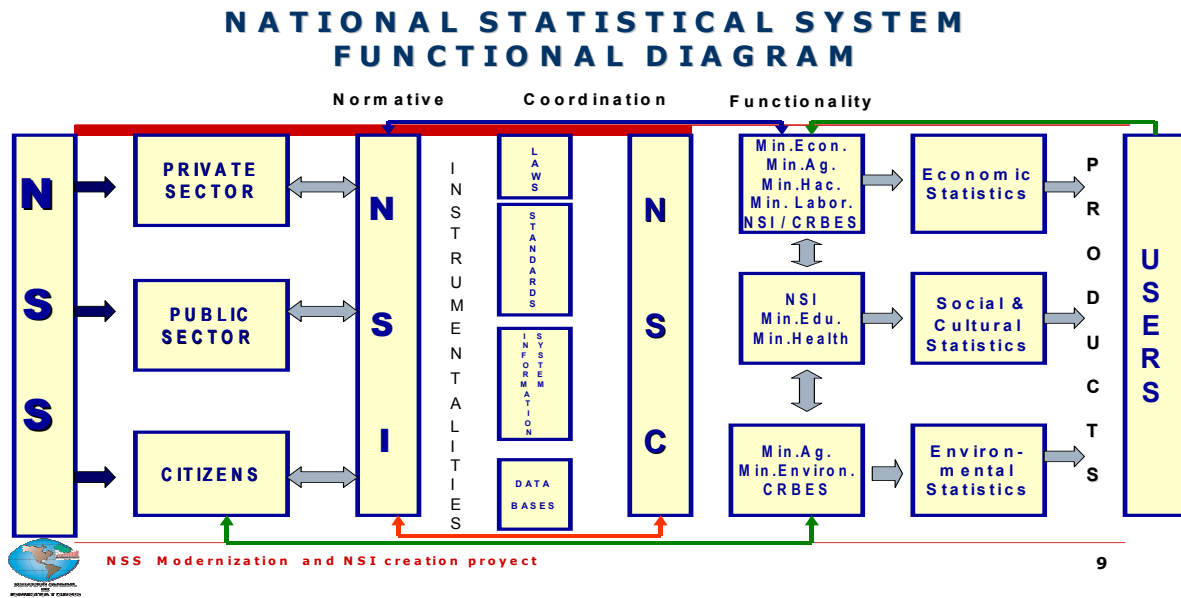 NATIONAL STATISTICAL SYSTEM
FUNCTIONAL DIAGRAM
Normative
Coordination
Functionality
NSS
PRIVATE
SECTOR
PUBLIC
SECTOR
CITIZENS
NSI
INSTRUMENTALITIES
LAWS
STANDARDS
INFORMATION
SYSTEM
DATA
BASES
NSC
Min.Econ.
Min.Ag.
Min.Hac.
Min.Labor.
NSI/CRBES
NSI
Min.Edu.
Min.Health
Min.Ag.
Min.Environ.
CRBES
Economic
Statistics
Social &
Cultural
Statistics
Environ-
mental
Statistics
PRODUCTS
USERS
NSS Modernization and NSI creation proyect
9